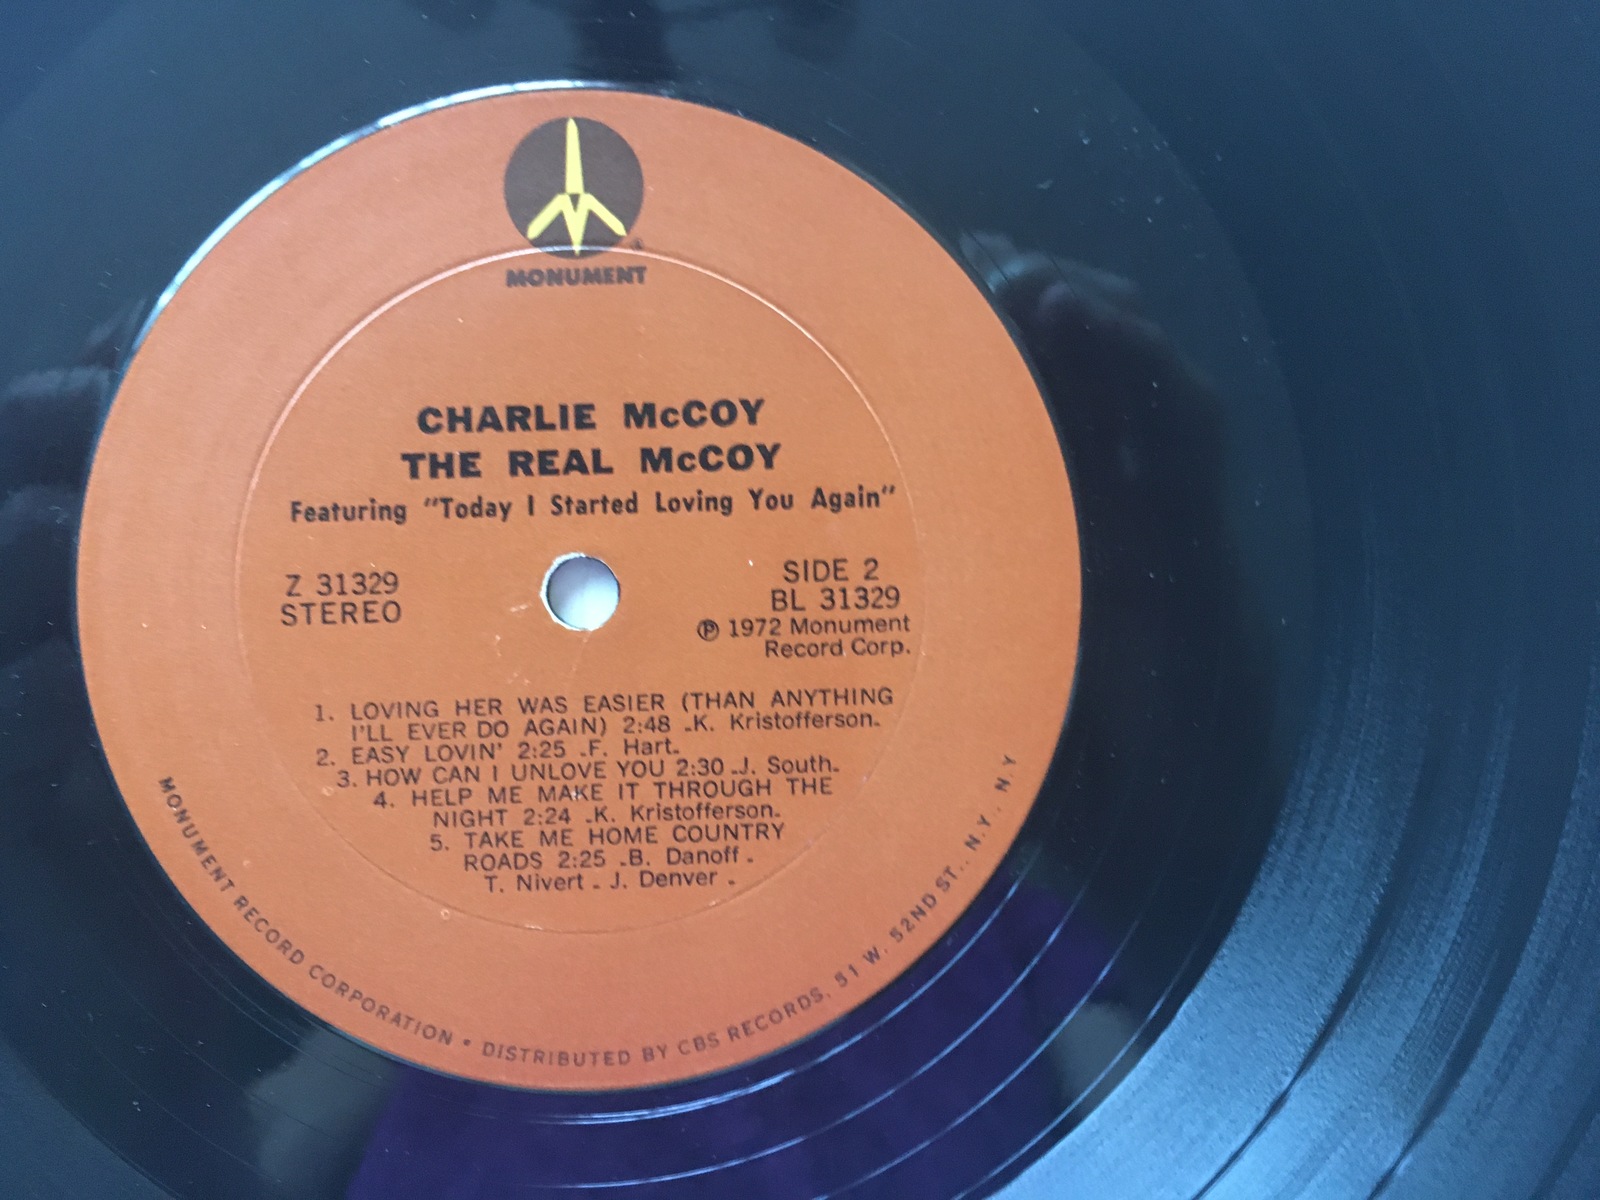 MONUMENT
CHARLIE McCOY
THE REAL McCOY
Featuring "Today I Started Loving You Again"
Z 31329
STEREO
SIDE 2
BL 31329
℗ 1972 Monument
Record Corp.
1. LOVING HER WAS EASIER (THAN ANYTHING
I'LL EVER DO AGAIN) 2:48 -K. Kristofferson-
2. EASY LOVIN' 2:25 -F. Hart-
3. HOW CAN I UNLOVE YOU 2:30 -J. South-
4. HELP ME MAKE IT THROUGH THE
NIGHT 2:24 -K. Kristofferson-
5. TAKE ME HOME COUNTRY
ROADS 2:25 -B. Danoff -
T. Nivert - J. Denver -
MONUMENT RECORD CORPORATION • DISTRIBUTED BY CBS RECORDS, 51 W. 52ND ST., N.Y., N.Y